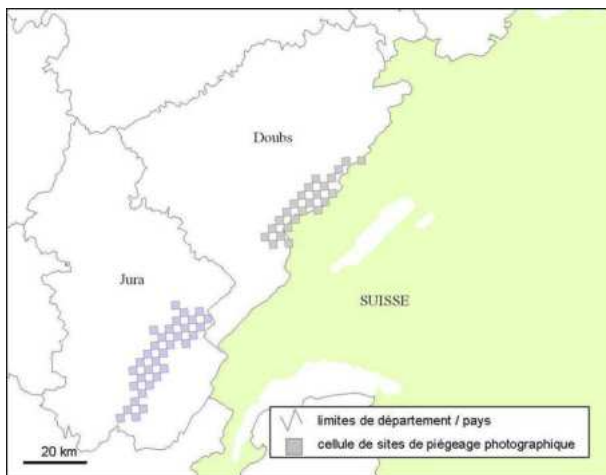 Doubs
Jura
SUISSE
limites de département / pays
cellule de sites de piégeage photographique
20 km